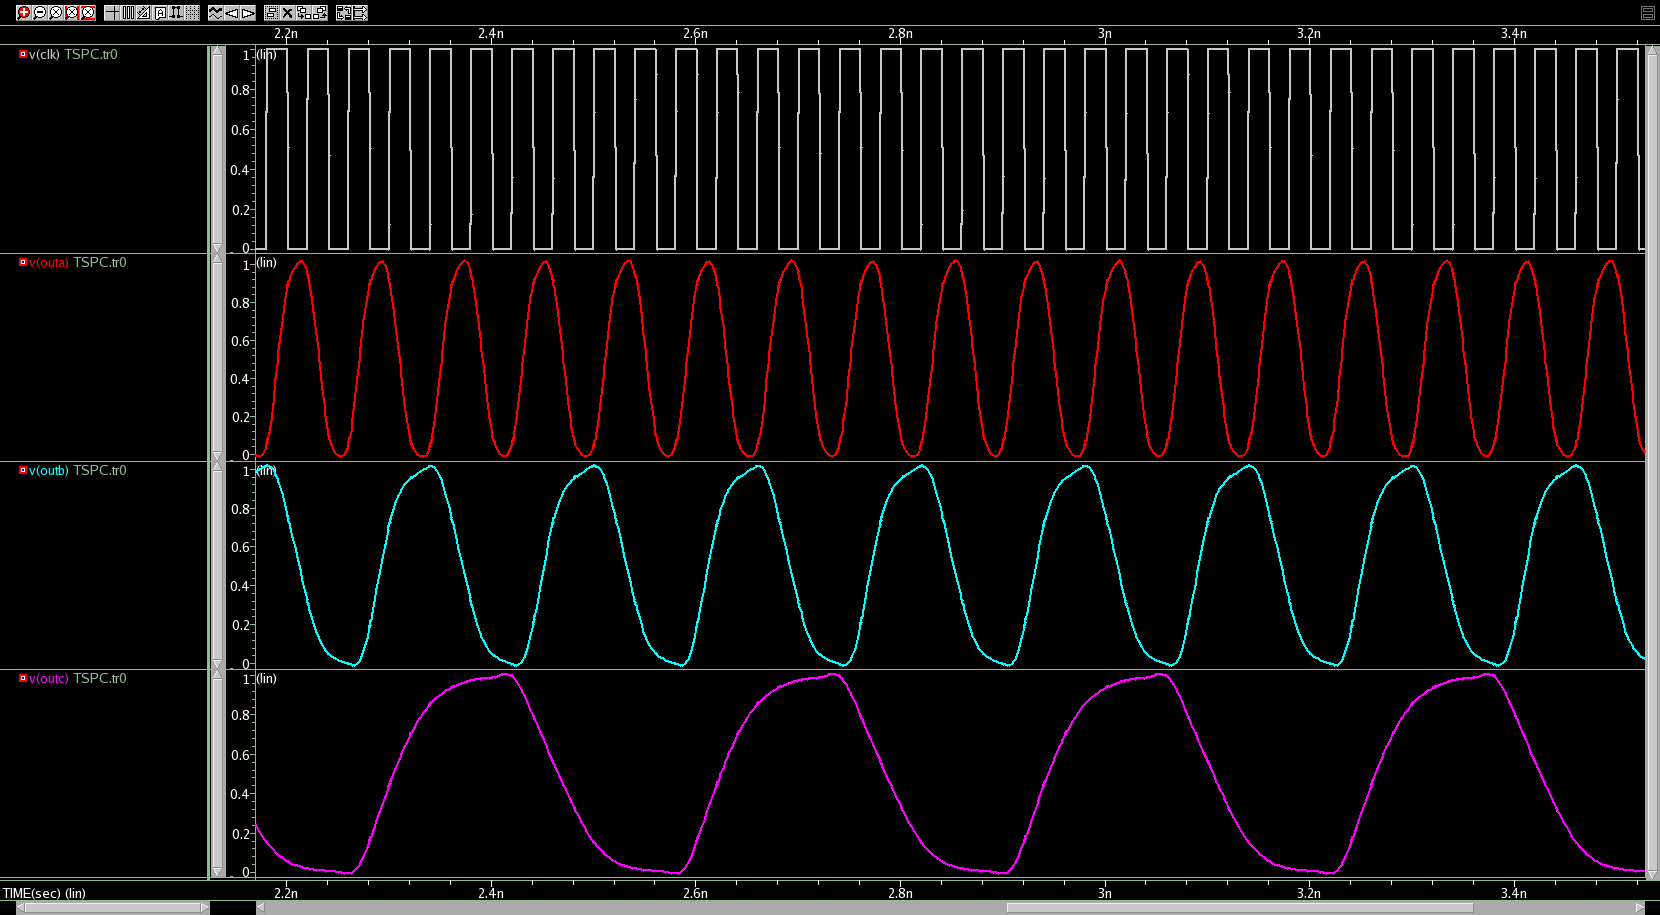 2.2n 2.4n 2.6n 2.8n 3n 3.2n 3.4n
v(clk) TSPC.tr0
1 (lin)
0.8
0.6
0.4
0.2
0
v(outa) TSPC.tr0
1 (lin)
0.8
0.6
0.4
0.2
0
v(outb) TSPC.tr0
1 (lin)
0.8
0.6
0.4
0.2
0
v(outc) TSPC.tr0
1 (lin)
0.8
0.6
0.4
0.2
0
TIME(sec) (lin) 2.2n 2.4n 2.6n 2.8n 3n 3.2n 3.4n